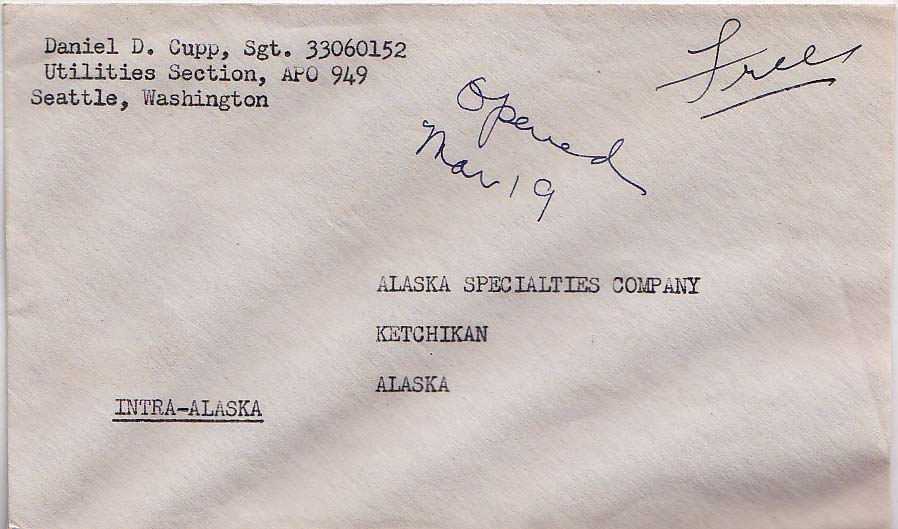 Daniel D. Cupp, Sgt. 33060152
Utilities Section, APO 949
Seattle, Washington
Free
Opened
Mar 19
ALASKA SPECIALTIES COMPANY
KETCHIKAN
ALASKA
INTRA-ALASKA